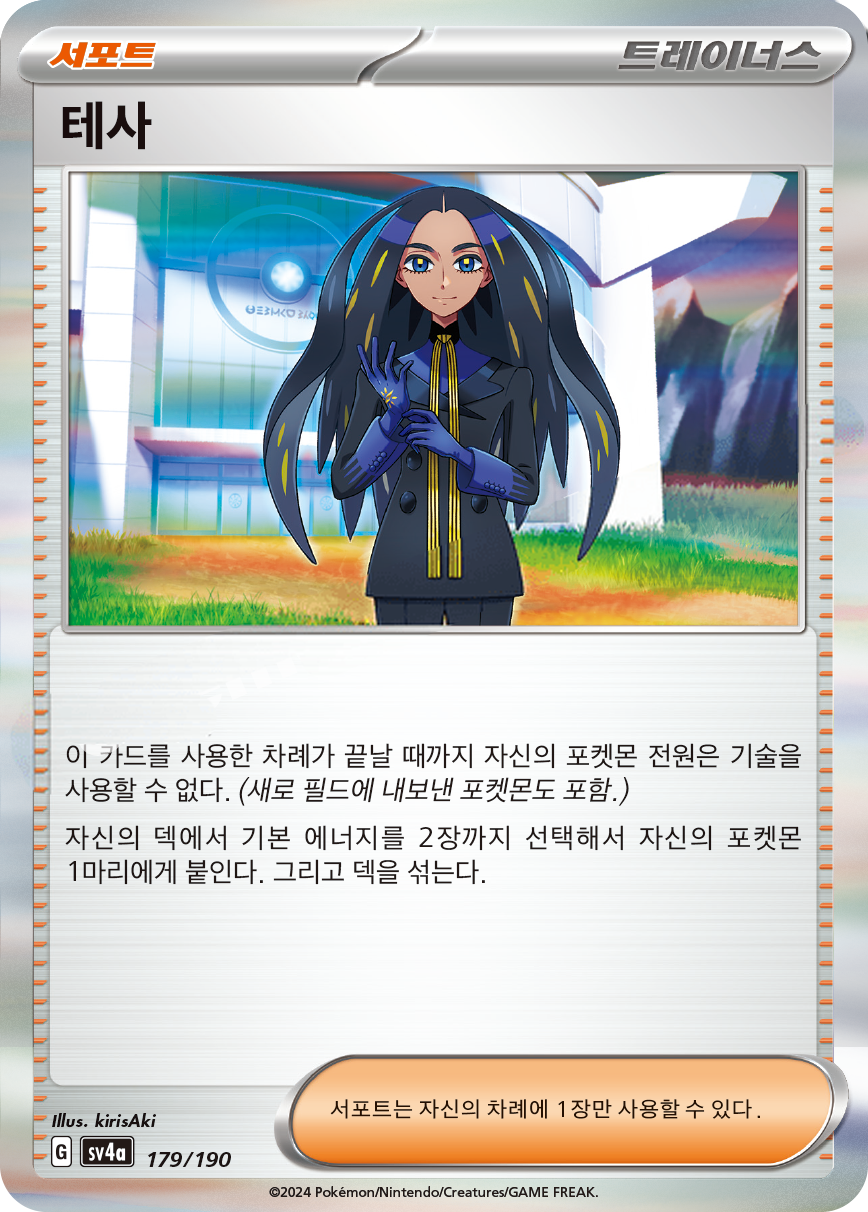 서포트
트레이너스
테사
이 카드를 사용한 차례가 끝날 때까지 자신의 포켓몬 전원은 기술을
사용할 수 없다. (새로 필드에 내보낸 포켓몬도 포함.)
자신의 덱에서 기본 에너지를 2장까지 선택해서 자신의 포켓몬
1마리에게 붙인다. 그리고 덱을 섞는다.
서포트는 자신의 차례에 1장만 사용할 수 있다.
Illus. kirisAki
G sv4a 179/190
©2024 Pokémon/Nintendo/Creatures/GAME FREAK.